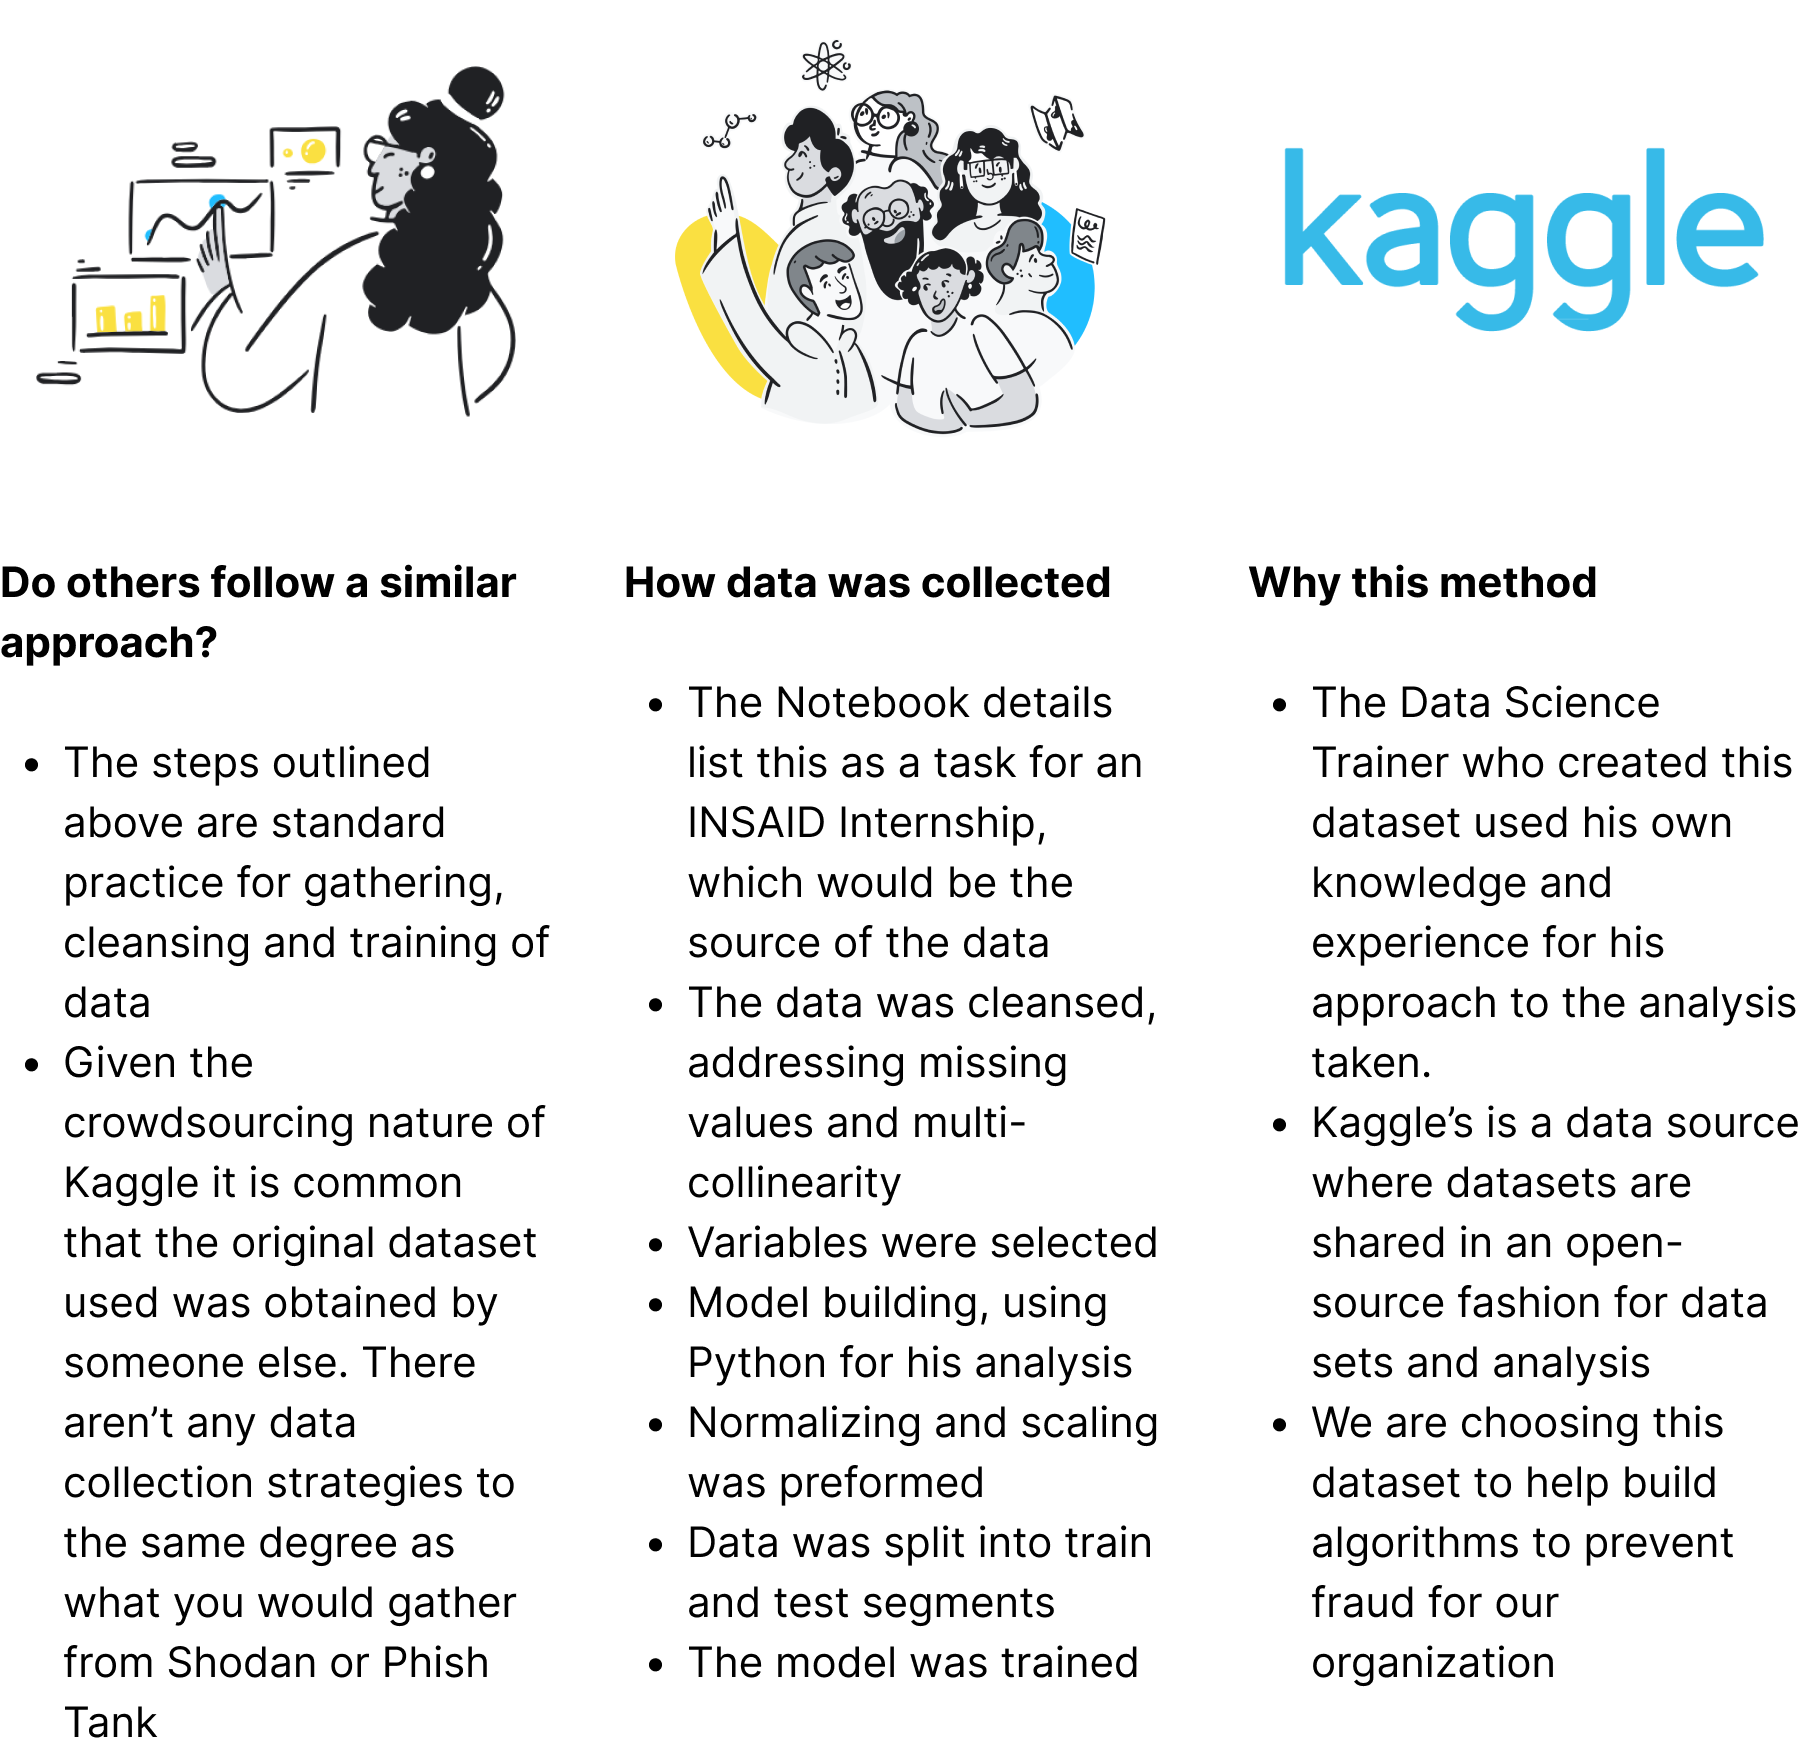 kaggle
Do others follow a similar
approach?
• The steps outlined
above are standard
practice for gathering,
cleansing and training of
data
• Given the
crowdsourcing nature of
Kaggle it is common
that the original dataset
used was obtained by
someone else. There
aren’t any data
collection strategies to
the same degree as
what you would gather
from Shodan or Phish
Tank
How data was collected
• The Notebook details
list this as a task for an
INSAID Internship,
which would be the
source of the data
• The data was cleansed,
addressing missing
values and multi-
collinearity
• Variables were selected
• Model building, using
Python for his analysis
• Normalizing and scaling
was preformed
• Data was split into train
and test segments
• The model was trained
Why this method
• The Data Science
Trainer who created this
dataset used his own
knowledge and
experience for his
approach to the analysis
taken.
• Kaggle’s is a data source
where datasets are
shared in an open-
source fashion for data
sets and analysis
• We are choosing this
dataset to help build
algorithms to prevent
fraud for our
organization